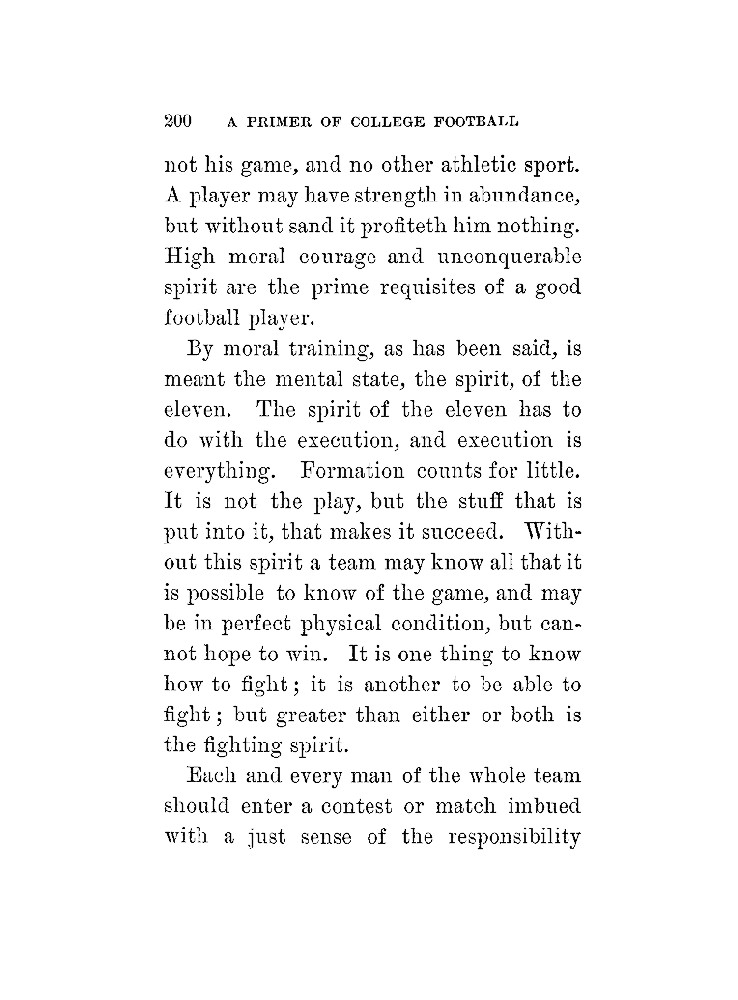 200 A PRIMER OF COLLEGE FOOTBALL
not his game, and no other athletic sport.
A player may have strength in abundance,
but without sand it profiteth him nothing.
High moral courage and unconquerable
spirit are the prime requisites of a good
football player.
By moral training, as has been said, is
meant the mental state, the spirit, of the
eleven. The spirit of the eleven has to
do with the execution, and execution is
everything. Formation counts for little.
It is not the play, but the stuff that is
put into it, that makes it succeed. With-
out this spirit a team may know all that it
is possible to know of the game, and may
be in perfect physical condition, but can-
not hope to win. It is one thing to know
how to fight; it is another to be able to
fight; but greater than either or both is
the fighting spirit.
Each and every man of the whole team
should enter a contest or match imbued
with a just sense of the responsibility